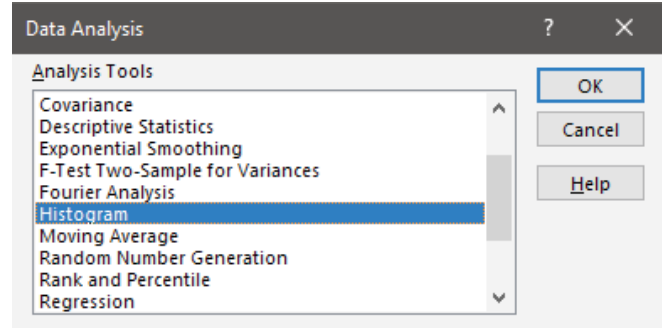 Data Analysis ? ×
Analysis Tools
Covariance
Descriptive Statistics
Exponential Smoothing
F-Test Two-Sample for Variances
Fourier Analysis
Histogram
Moving Average
Random Number Generation
Rank and Percentile
Regression
OK
Cancel
Help